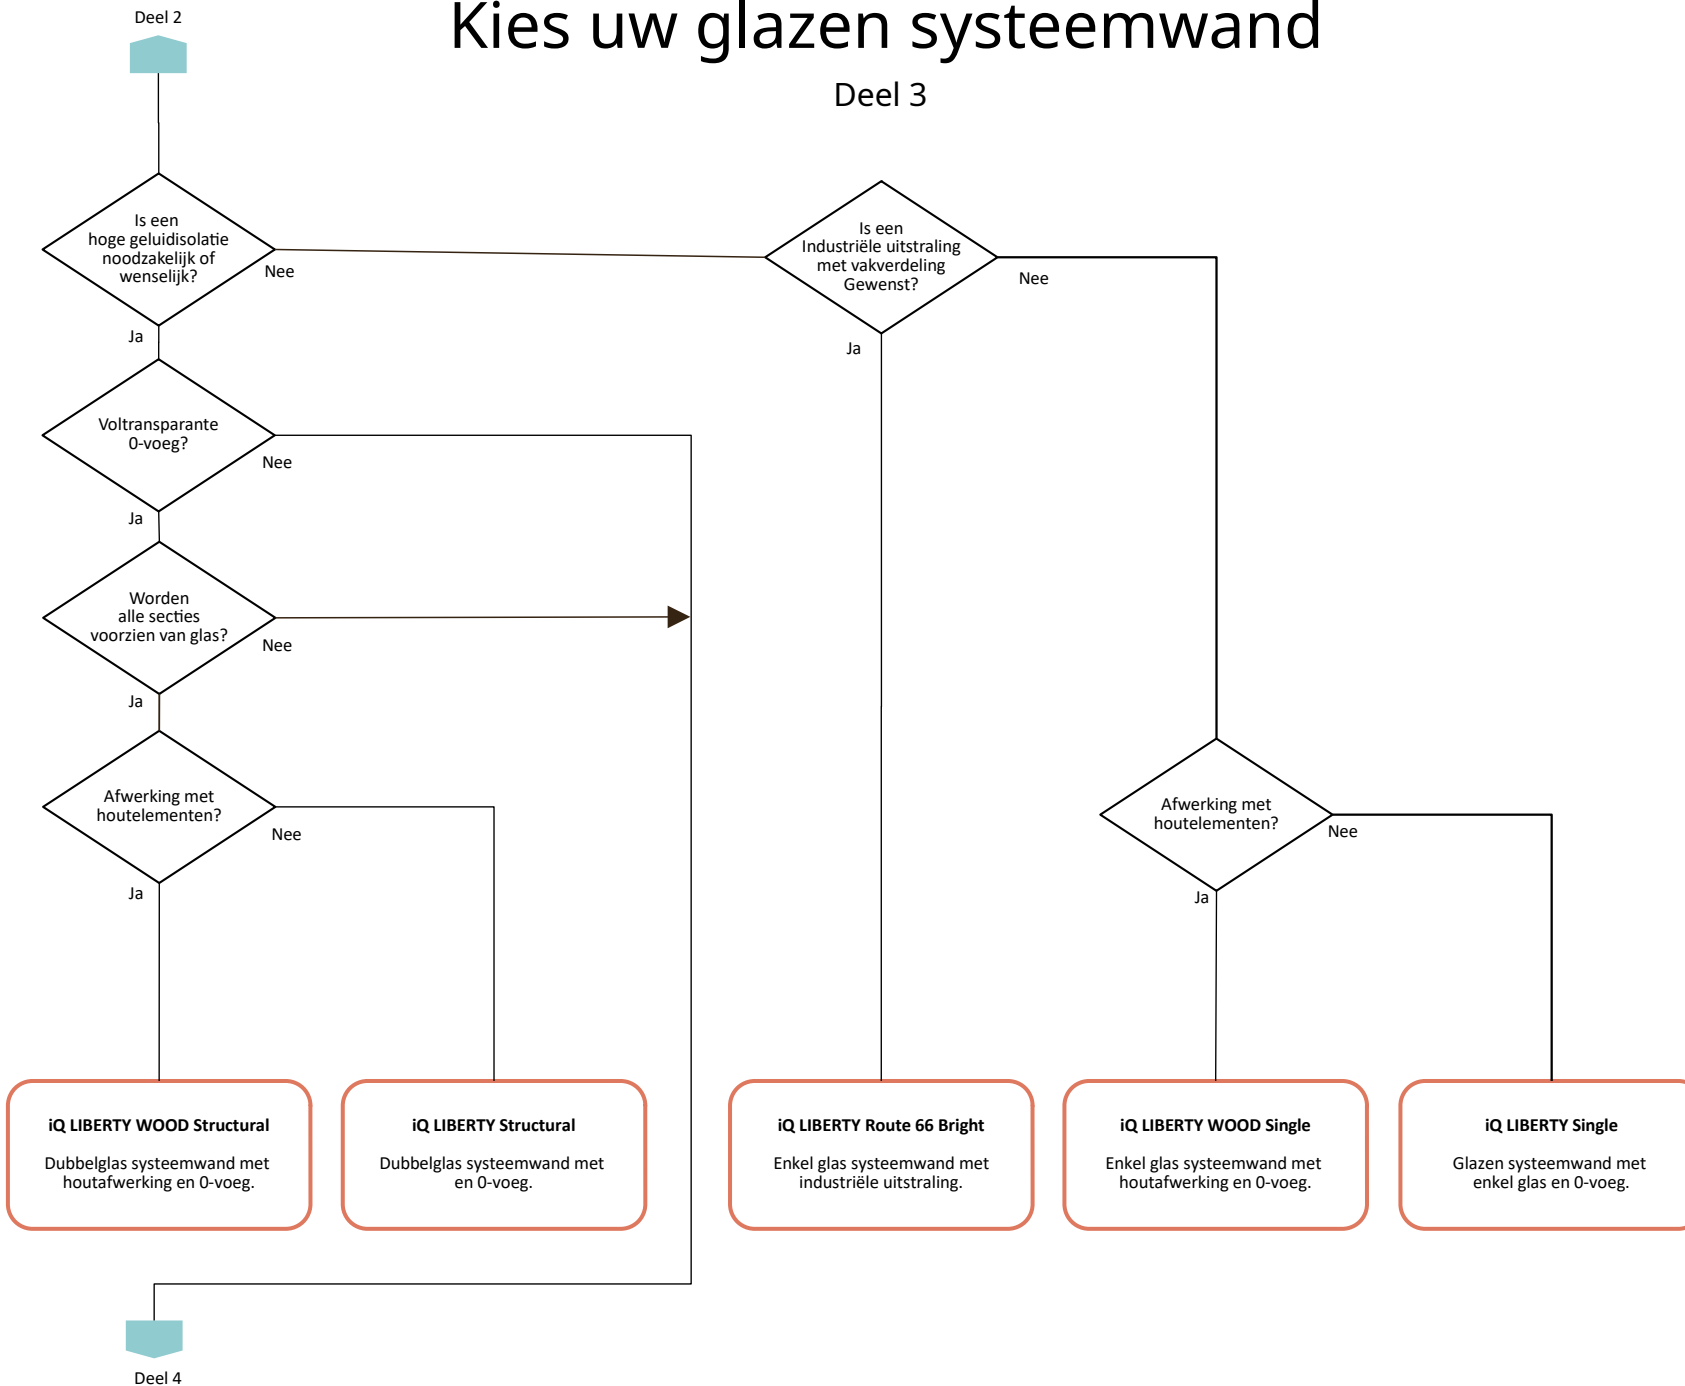 Deel 2
Kies uw glazen systeemwand
Deel 3
Is een
hoge geluidisolatie
noodzakelijk of
wenselijk?
Nee
Ja
Is een
Industriële uitstraling
met vakverdeling
Gewenst?
Nee
Ja
Voltransparante
0-voeg?
Nee
Ja
Worden
alle secties
voorzien van glas?
Nee
Ja
Afwerking met
houtelementen?
Nee
Ja
Afwerking met
houtelementen?
Nee
Ja
iQ LIBERTY WOOD Structural
Dubbelglas systeemwand met
houtafwerking en 0-voeg.
iQ LIBERTY Structural
Dubbelglas systeemwand met
en 0-voeg.
iQ LIBERTY Route 66 Bright
Enkel glas systeemwand met
industriële uitstraling.
iQ LIBERTY WOOD Single
Enkel glas systeemwand met
houtafwerking en 0-voeg.
iQ LIBERTY Single
Glazen systeemwand met
enkel glas en 0-voeg.
Deel 4